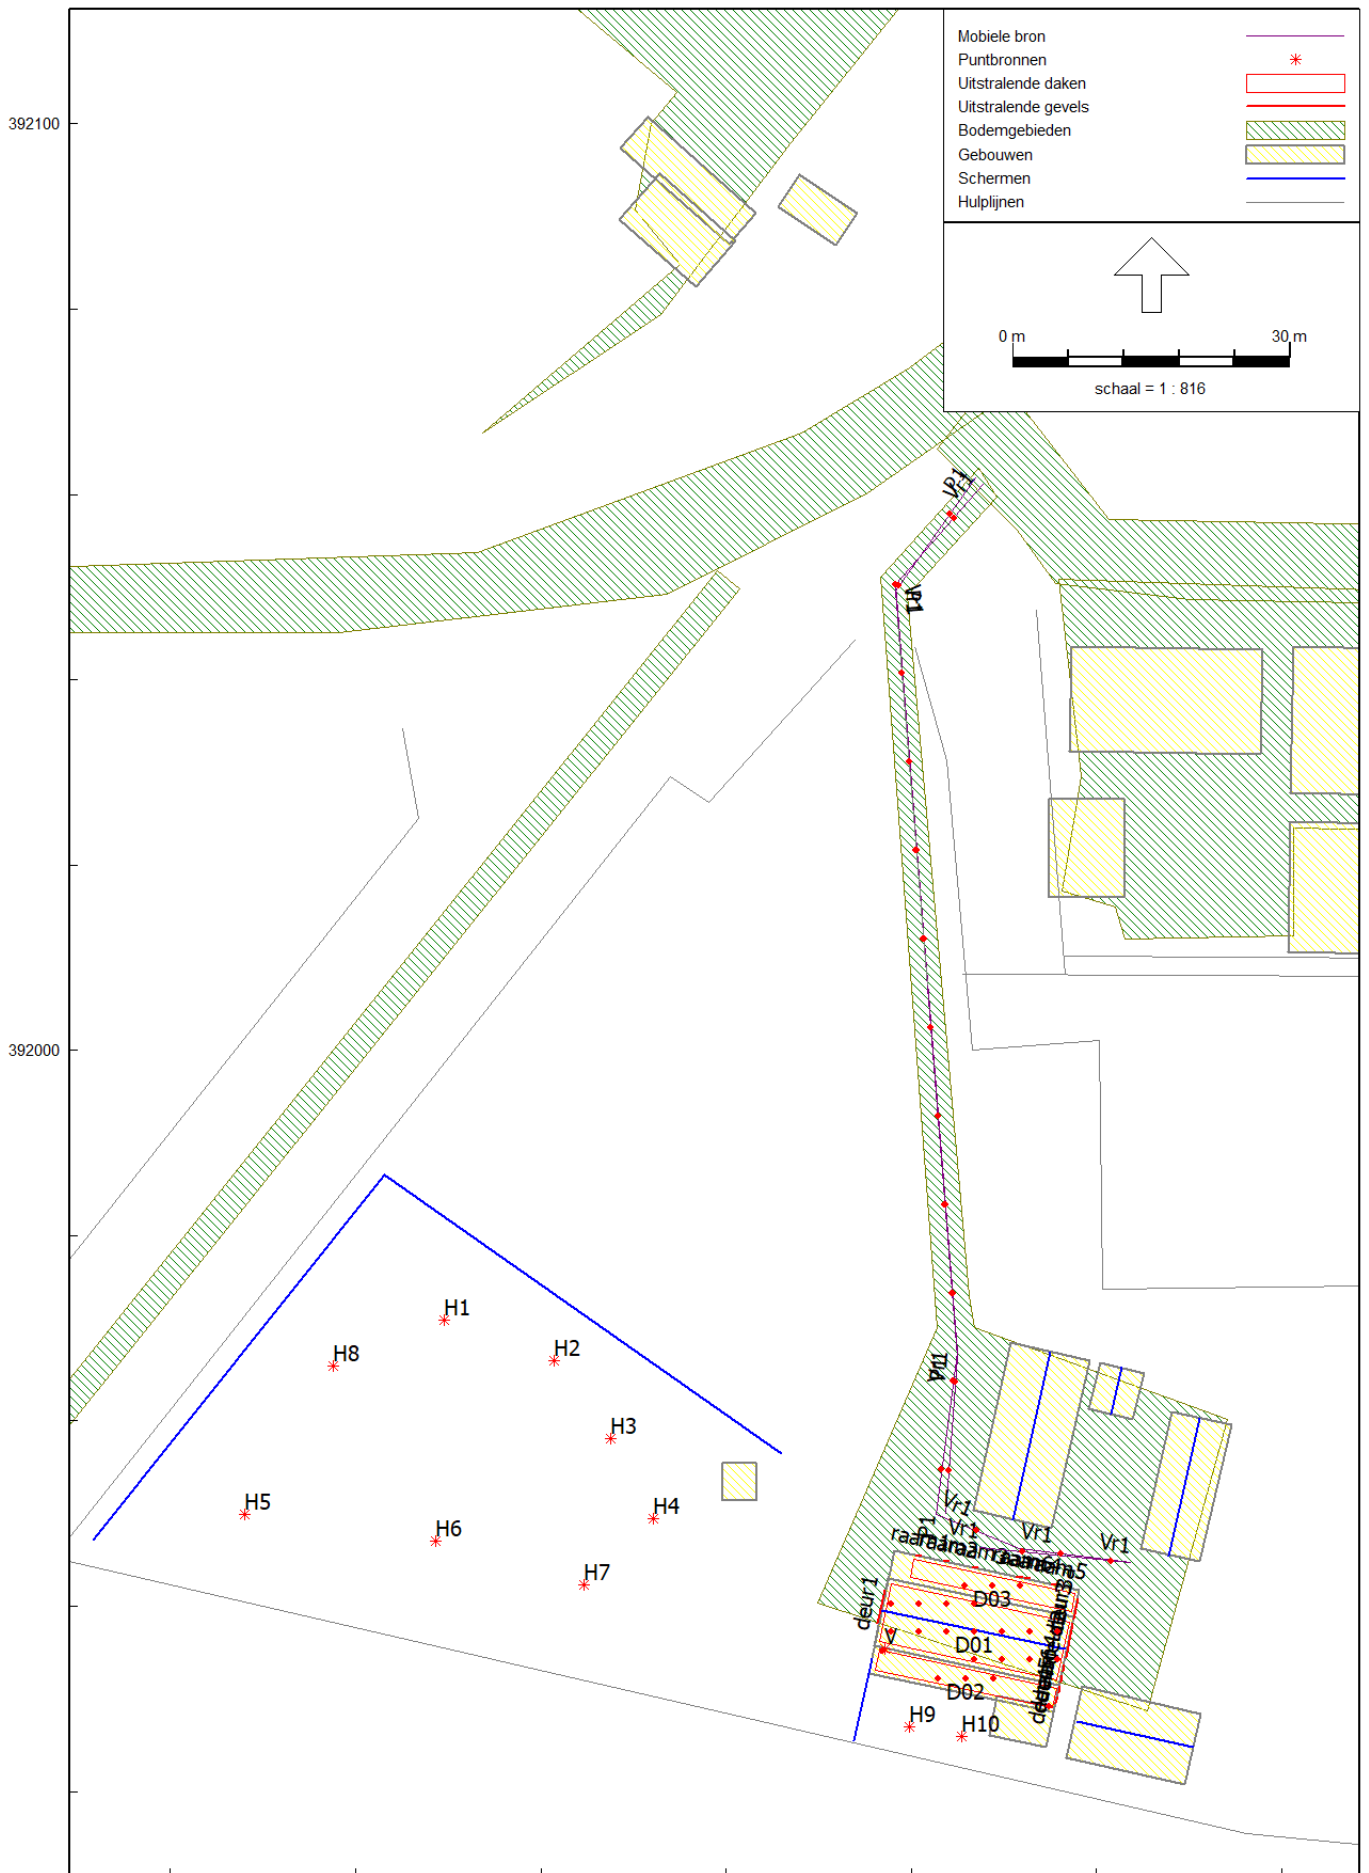 Mobiele bron
Puntbronnen
Uitstralende daken
Uitstralende gevels
Bodemgebieden
Gebouwen
Schermen
Hulplijnen
392100
0 m 30 m
schaal = 1 : 816
P1
Vr1
Vr1
392000
H1
H2
H8
H3
H5
H4
H6
H7
Vr1
P1
Vr1
Vr1
Vr1
deur1
D03
V
D01
D02
H9
H10